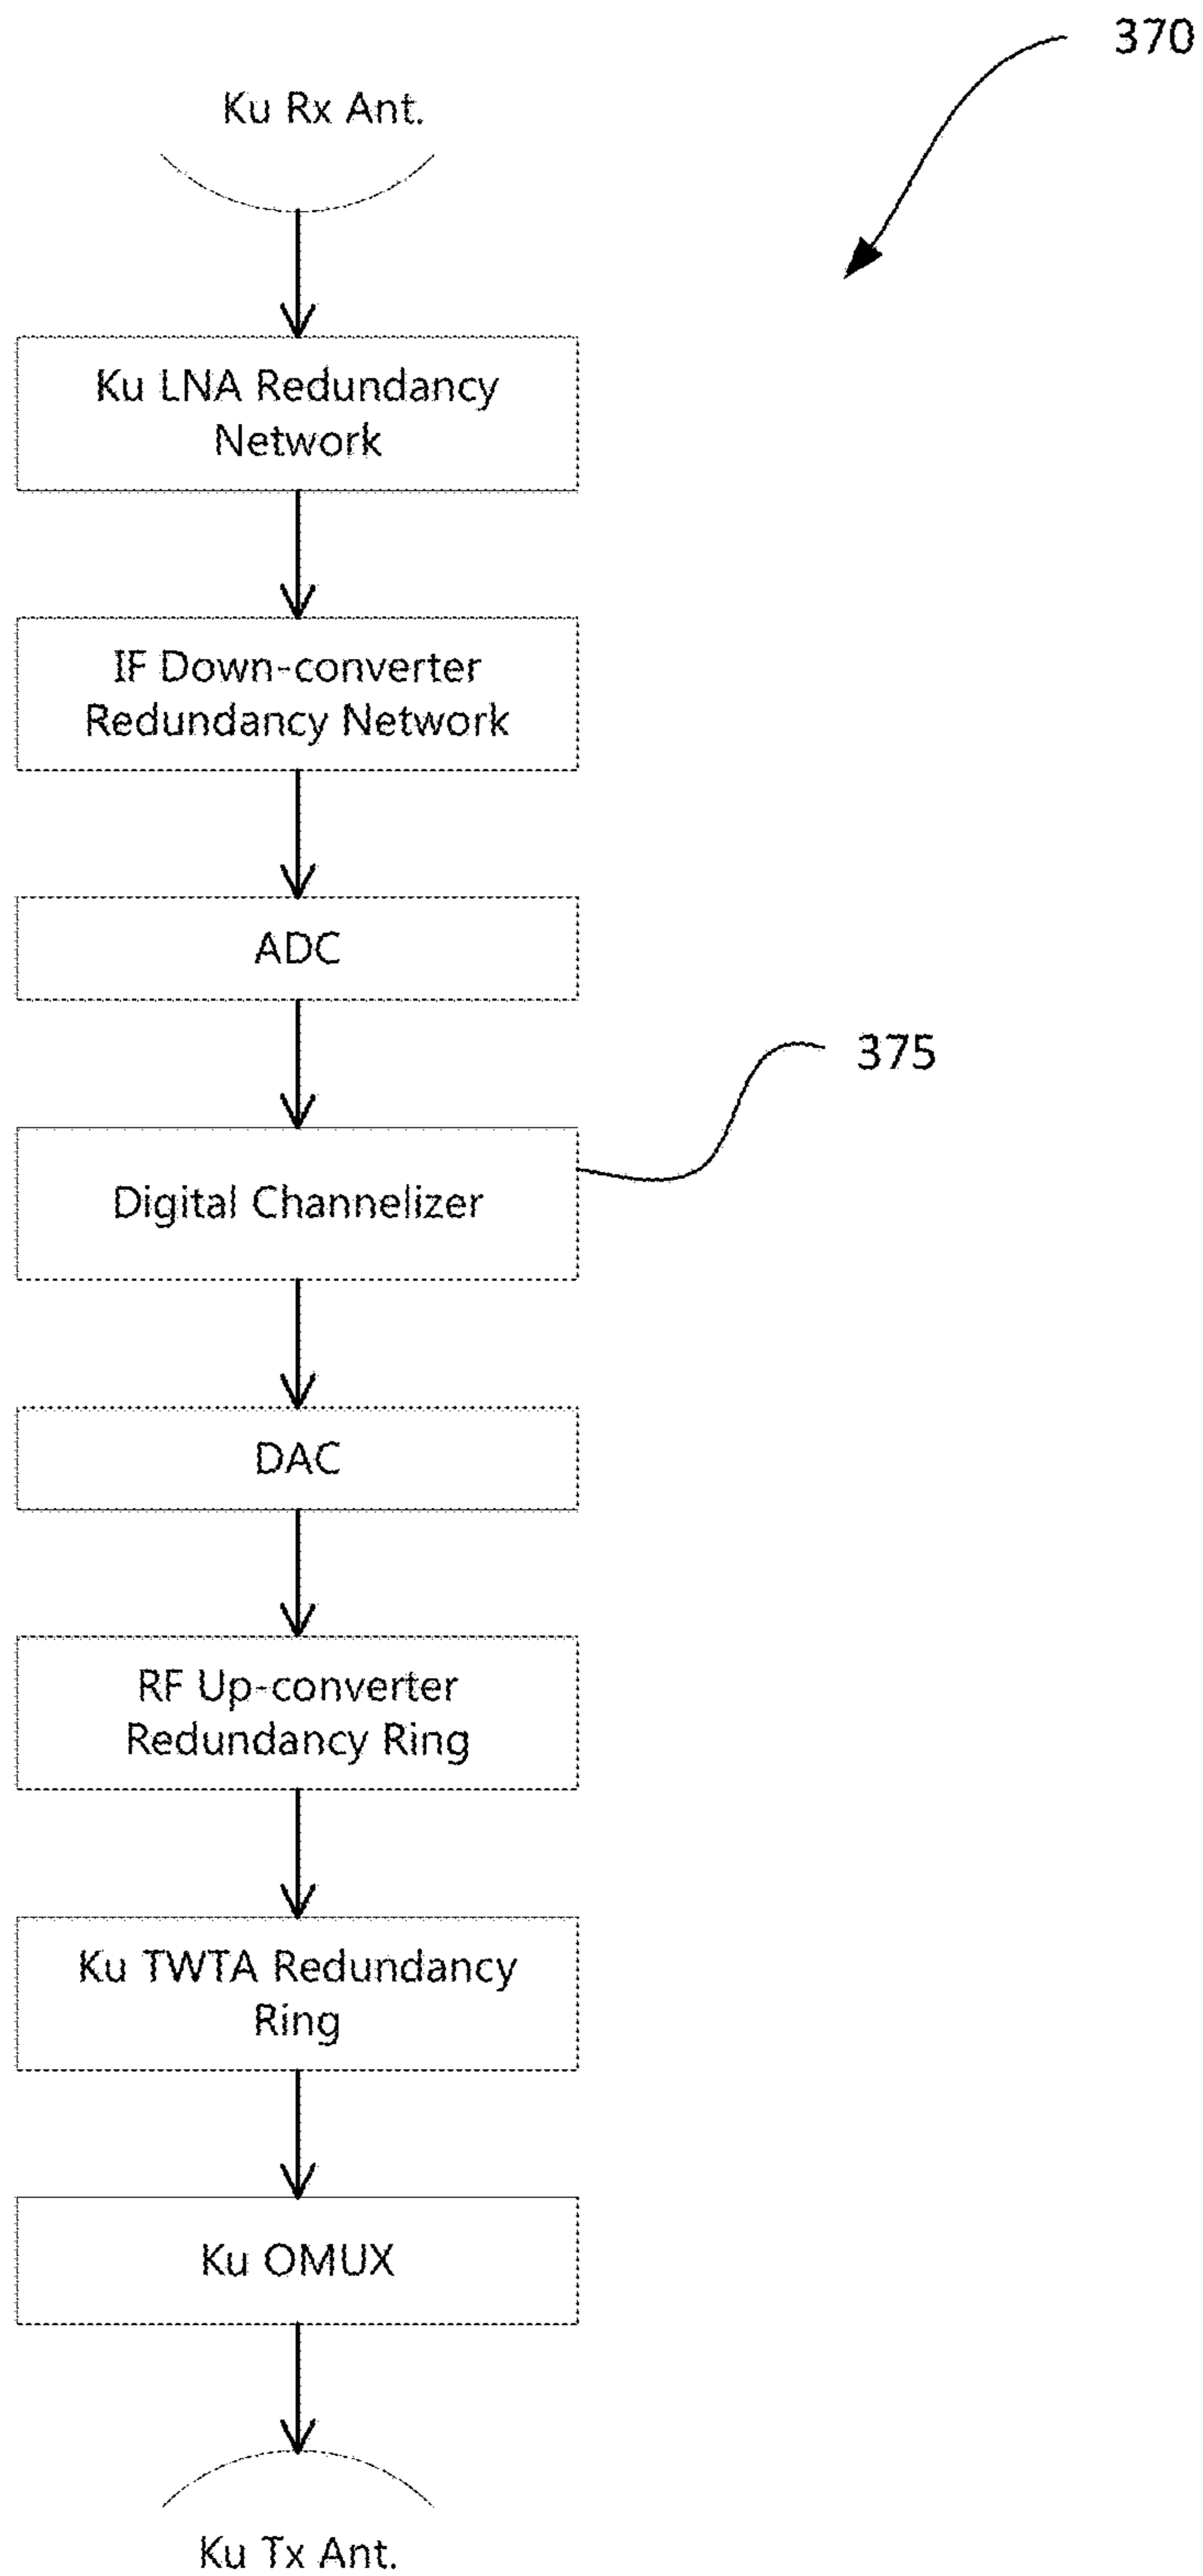 370
Ku Rx Ant.
Ku LNA Redundancy
Network
IF Down-converter
Redundancy Network
ADC
375
Digital Channelizer
DAC
RF Up-converter
Redundancy Ring
Ku TWTA Redundancy
Ring
Ku OMUX
Ku Tx Ant.